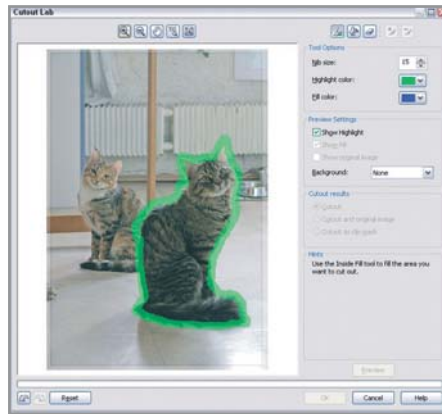 Cutout Lab
Tool Options
Nib size: 15
Highlight color:
Fill color:
Preview Settings
Show Highlight
Show Fill
Show original image
Background: None
Cutout results
Cutout
Cutout and original image
Cutout as clip mask
Hints
Use the Inside Fill tool to fill the area you
want to cut out.
Preview
Reset
OK
Cancel
Help